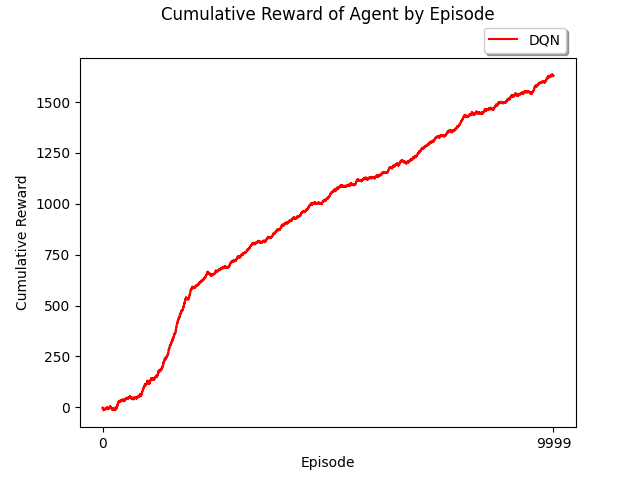 Cumulative Reward of Agent by Episode
DQN
1500
1250
1000
750
500
250
0
Cumulative Reward
0
9999
Episode